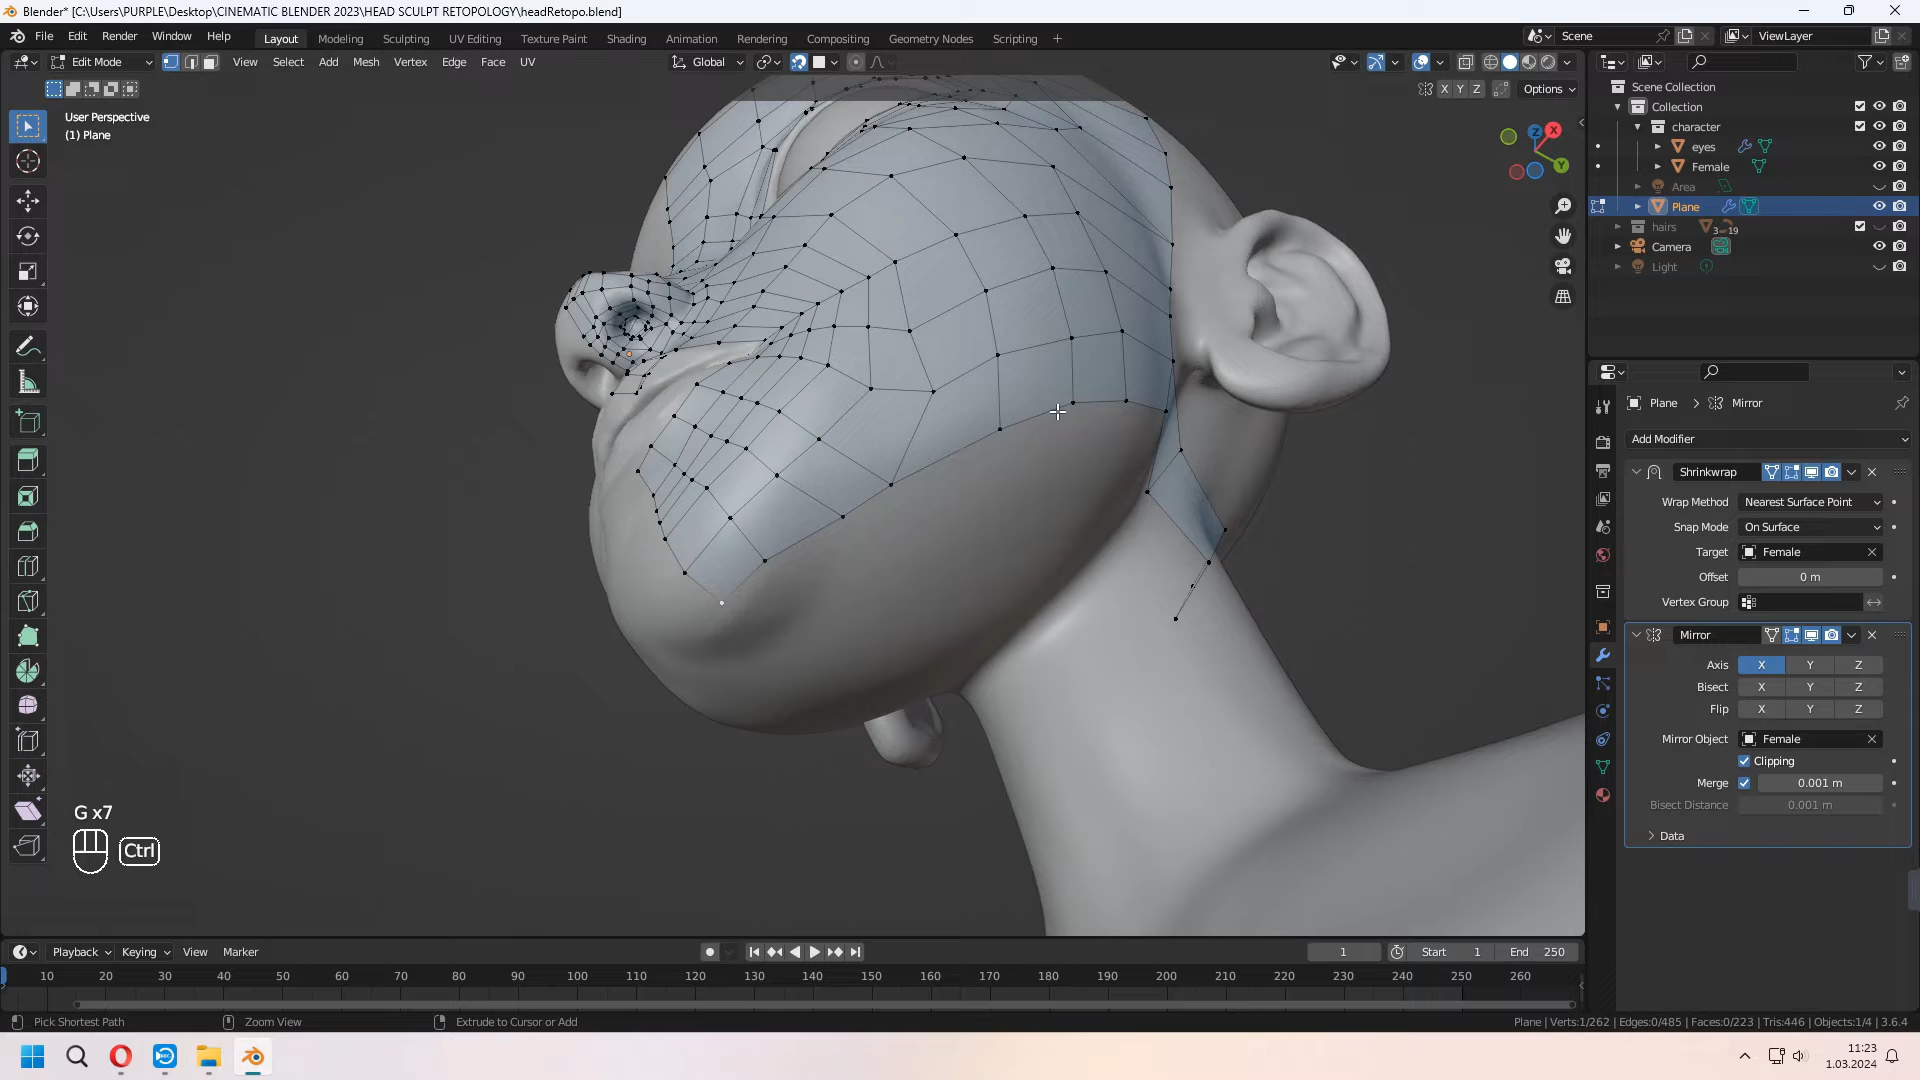 Blender* [C:\Users\PURPLE\Desktop\CINEMATIC BLENDER 2023\HEAD SCULPT RETOPOLOGY\headRetopo.blend]
File Edit Render Window Help Layout Modeling Sculpting UV Editing Texture Paint Shading Animation Rendering Compositing Geometry Nodes Scripting +
Scene ViewLayer
Edit Mode View Select Add Mesh Vertex Edge Face UV Global
X Y Z Options
User Perspective
(1) Plane
Z X Y
Scene Collection
Collection
character
eyes
Female
Area
Plane
hairs 3 19
Camera
Light
Plane > Mirror
Add Modifier
Shrinkwrap
Wrap Method Nearest Surface Point
Snap Mode On Surface
Target Female
Offset 0 m
Vertex Group
Mirror
Axis X Y Z
Bisect X Y Z
Flip X Y Z
Mirror Object Female
Clipping
Merge 0.001 m
Bisect Distance 0.001 m
Data
G x7
Ctrl
Playback Keying View Marker 1 Start 1 End 250
10 20 30 40 50 60 70 80 90 100 110 120 130 140 150 160 170 180 190 200 210 220 230 240 250 260
Pick Shortest Path Zoom View Extrude to Cursor or Add Plane | Verts:1/262 | Edges:0/485 | Faces:0/223 | Tris:446 | Objects:1/4 | 3.6.4
11:23
1.03.2024